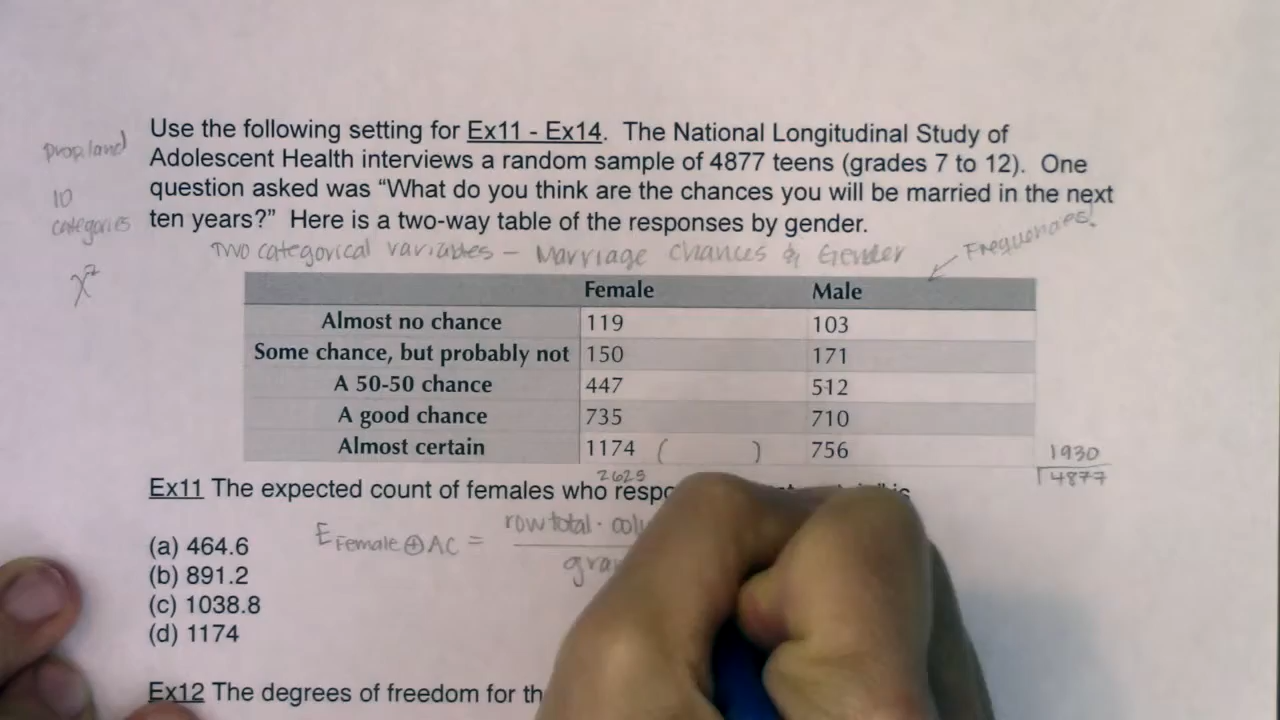 Use the following setting for Ex11 - Ex14. The National Longitudinal Study of
Adolescent Health interviews a random sample of 4877 teens (grades 7 to 12). One
question asked was “What do you think are the chances you will be married in the next
ten years?” Here is a two-way table of the responses by gender.
prop land
10
categories
χ²
Two categorical variables – Marriage chances & Gender
Frequencies!
Female Male
Almost no chance 119 103
Some chance, but probably not 150 171
A 50-50 chance 447 512
A good chance 735 710
Almost certain 1174 ( ) 756 1930
2625 4877
Ex11 The expected count of females who is
E Female ⊕ AC = row total ·
(a) 464.6
(b) 891.2
(c) 1038.8
(d) 1174
Ex12 The degrees of freedom for